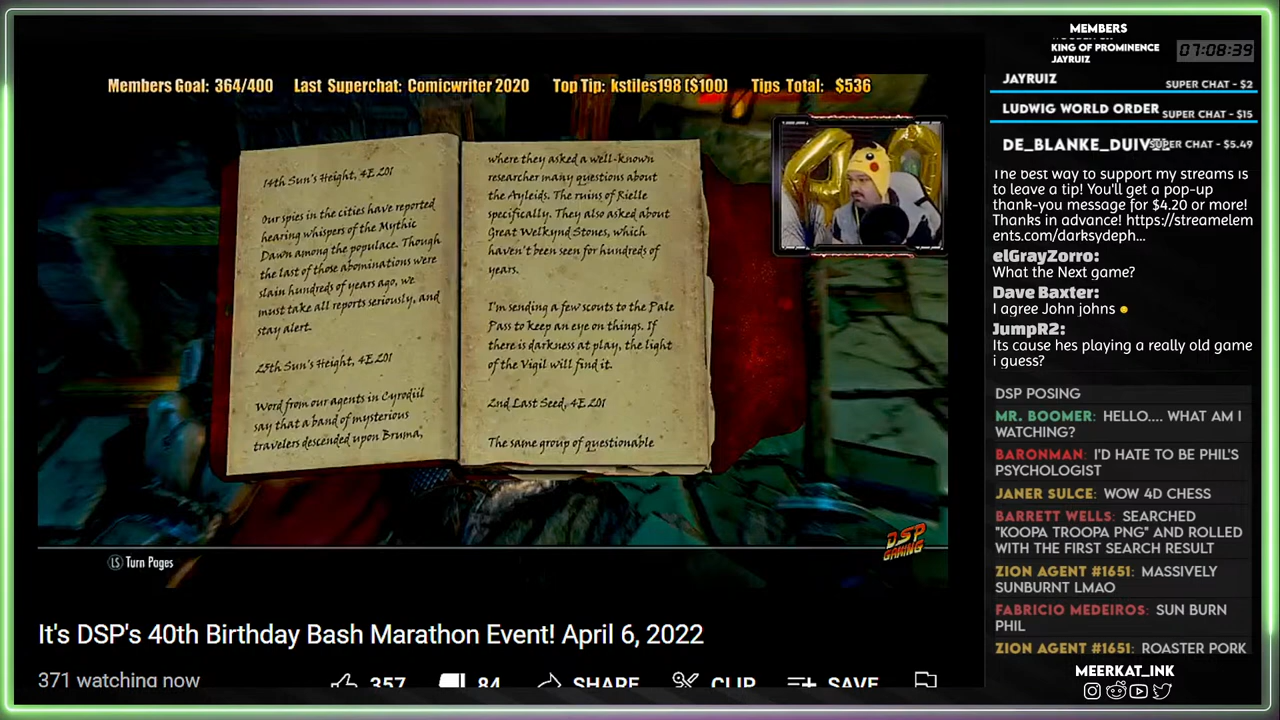 MEMBERS
KING OF PROMINENCE
JAYRUIZ
07:08:39
Members Goal: 364/400 Last Superchat: Comicwriter 2020 Top Tip: kstiles198 ($100) Tips Total: $536
14th Sun's Height, 4E 201
Our spies in the cities have reported
hearing whispers of the Mythic
Dawn among the populace. Though
the last of those abominations were
slain hundreds of years ago, we
must take all reports seriously, and
stay alert.
25th Sun's Height, 4E 201
Word from our agents in Cyrodiil
say that a band of mysterious
travelers descended upon Bruma,
where they asked a well-known
researcher many questions about
the Ayleids. The ruins of Rielle
specifically. They also asked about
Great Welkynd Stones, which
haven't been seen for hundreds of
years.
I'm sending a few scouts to the Pale
Pass to keep an eye on things. If
there is darkness at play, the light
of the Vigil will find it.
2nd Last Seed, 4E 201
The same group of questionable
40
DSP
GAMING
LS Turn Pages
It's DSP's 40th Birthday Bash Marathon Event! April 6, 2022
371 watching now 357 84 SHARE CLIP SAVE
JAYRUIZ SUPER CHAT - $2
LUDWIG WORLD ORDER SUPER CHAT - $15
SUPER CHAT - $5.49
The best way to support my streams is
to leave a tip! You'll get a pop-up
thank-you message for $4.20 or more!
Thanks in advance! https://streamelem
ents.com/darksydeph...
elGrayZorro:
What the Next game?
Dave Baxter:
I agree John johns
JumpR2:
Its cause hes playing a really old game
i guess?
DSP POSING
MR. BOOMER: HELLO.... WHAT AM I
WATCHING?
BARONMAN: I'D HATE TO BE PHIL'S
PSYCHOLOGIST
JANER SULCE: WOW 4D CHESS
BARRETT WELLS: SEARCHED
"KOOPA TROOPA PNG" AND ROLLED
WITH THE FIRST SEARCH RESULT
ZION AGENT #1651: MASSIVELY
SUNBURNT LMAO
FABRICIO MEDEIROS: SUN BURN
PHIL
ZION AGENT #1651: ROASTER PORK
MEERKAT_INK